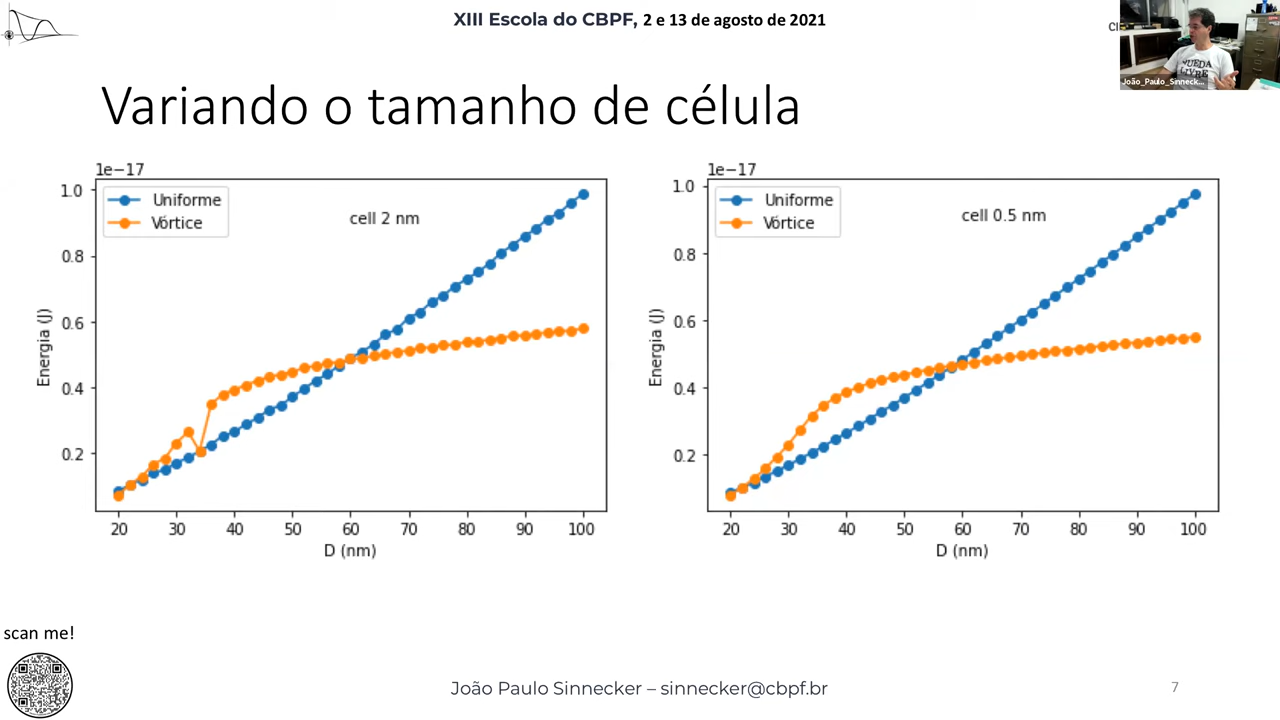 XIII Escola do CBPF, 2 e 13 de agosto de 2021
Cl
MUEDA
LIVRE
João_Paulo_Sinneck...
Variando o tamanho de célula
1e−17
Uniforme
Vórtice
cell 2 nm
1.0
0.8
0.6
0.4
0.2
Energia (J)
20 30 40 50 60 70 80 90 100
D (nm)
1e−17
Uniforme
Vórtice
cell 0.5 nm
1.0
0.8
0.6
0.4
0.2
Energia (J)
20 30 40 50 60 70 80 90 100
D (nm)
scan me!
João Paulo Sinnecker – sinnecker@cbpf.br
7